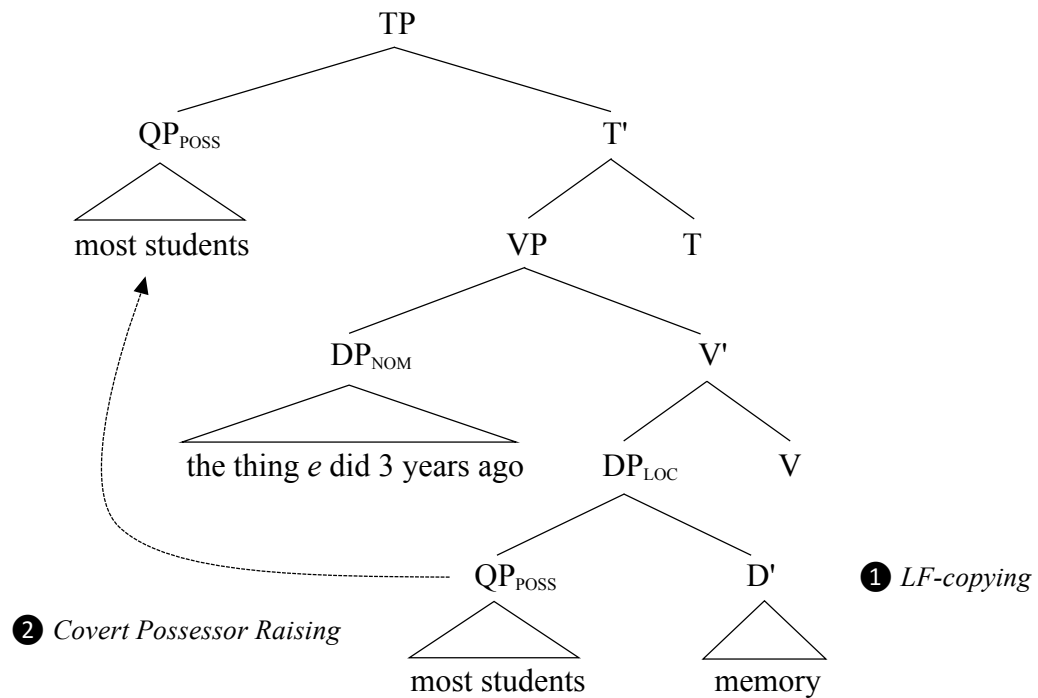 TP
QP_POSS T'
most students VP T
DP_NOM V'
the thing e did 3 years ago DP_LOC V
QP_POSS D' ❶ LF-copying
❷ Covert Possessor Raising
most students memory